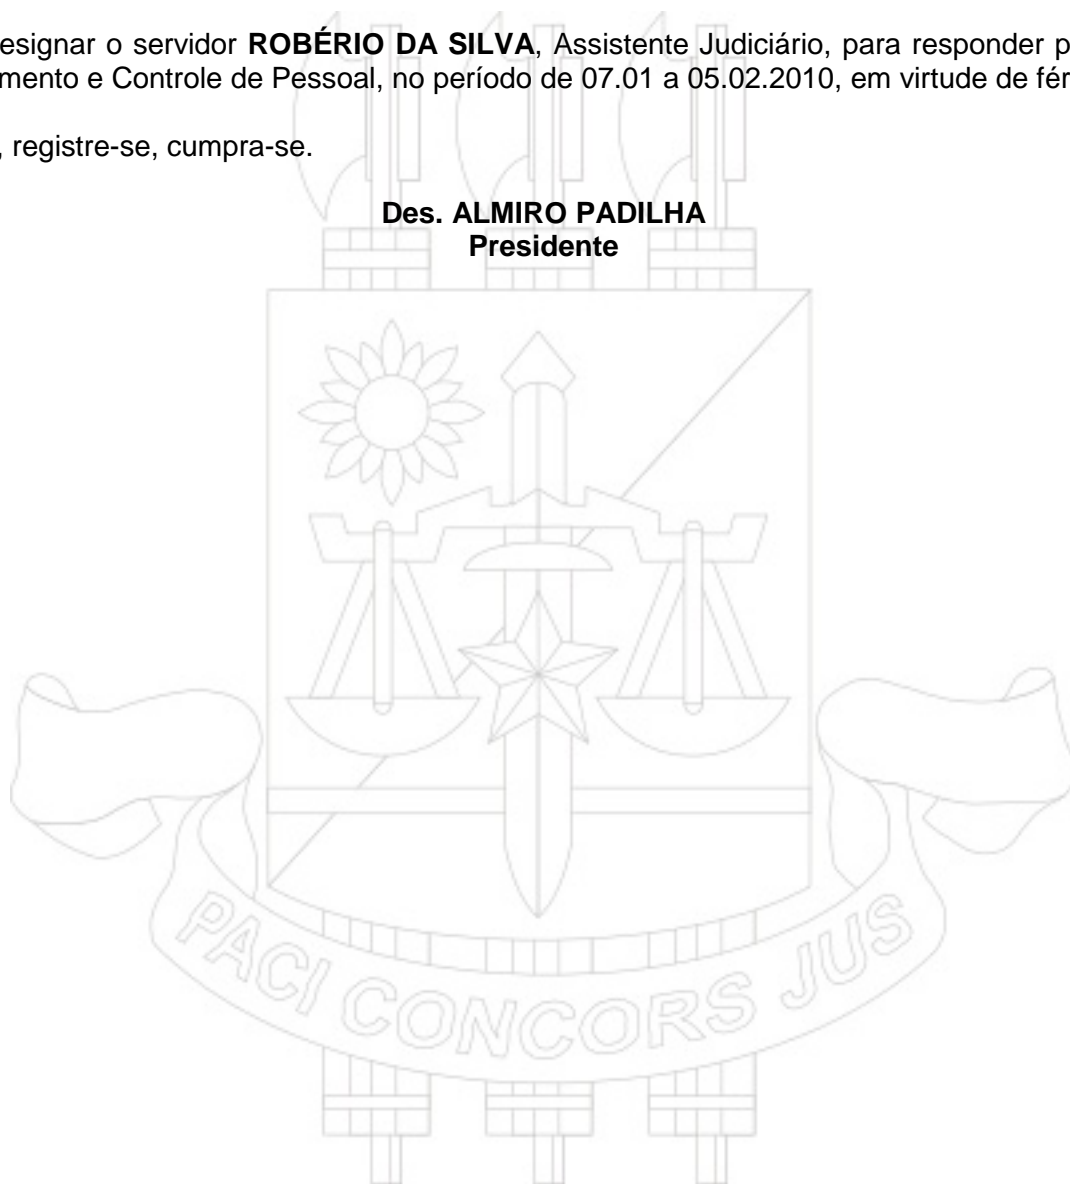 esignar o servidor ROBÉRIO DA SILVA, Assistente Judiciário, para responder p
mento e Controle de Pessoal, no período de 07.01 a 05.02.2010, em virtude de fér
, registre-se, cumpra-se.
Des. ALMIRO PADILHA
Presidente
PACI CONCORS JUS